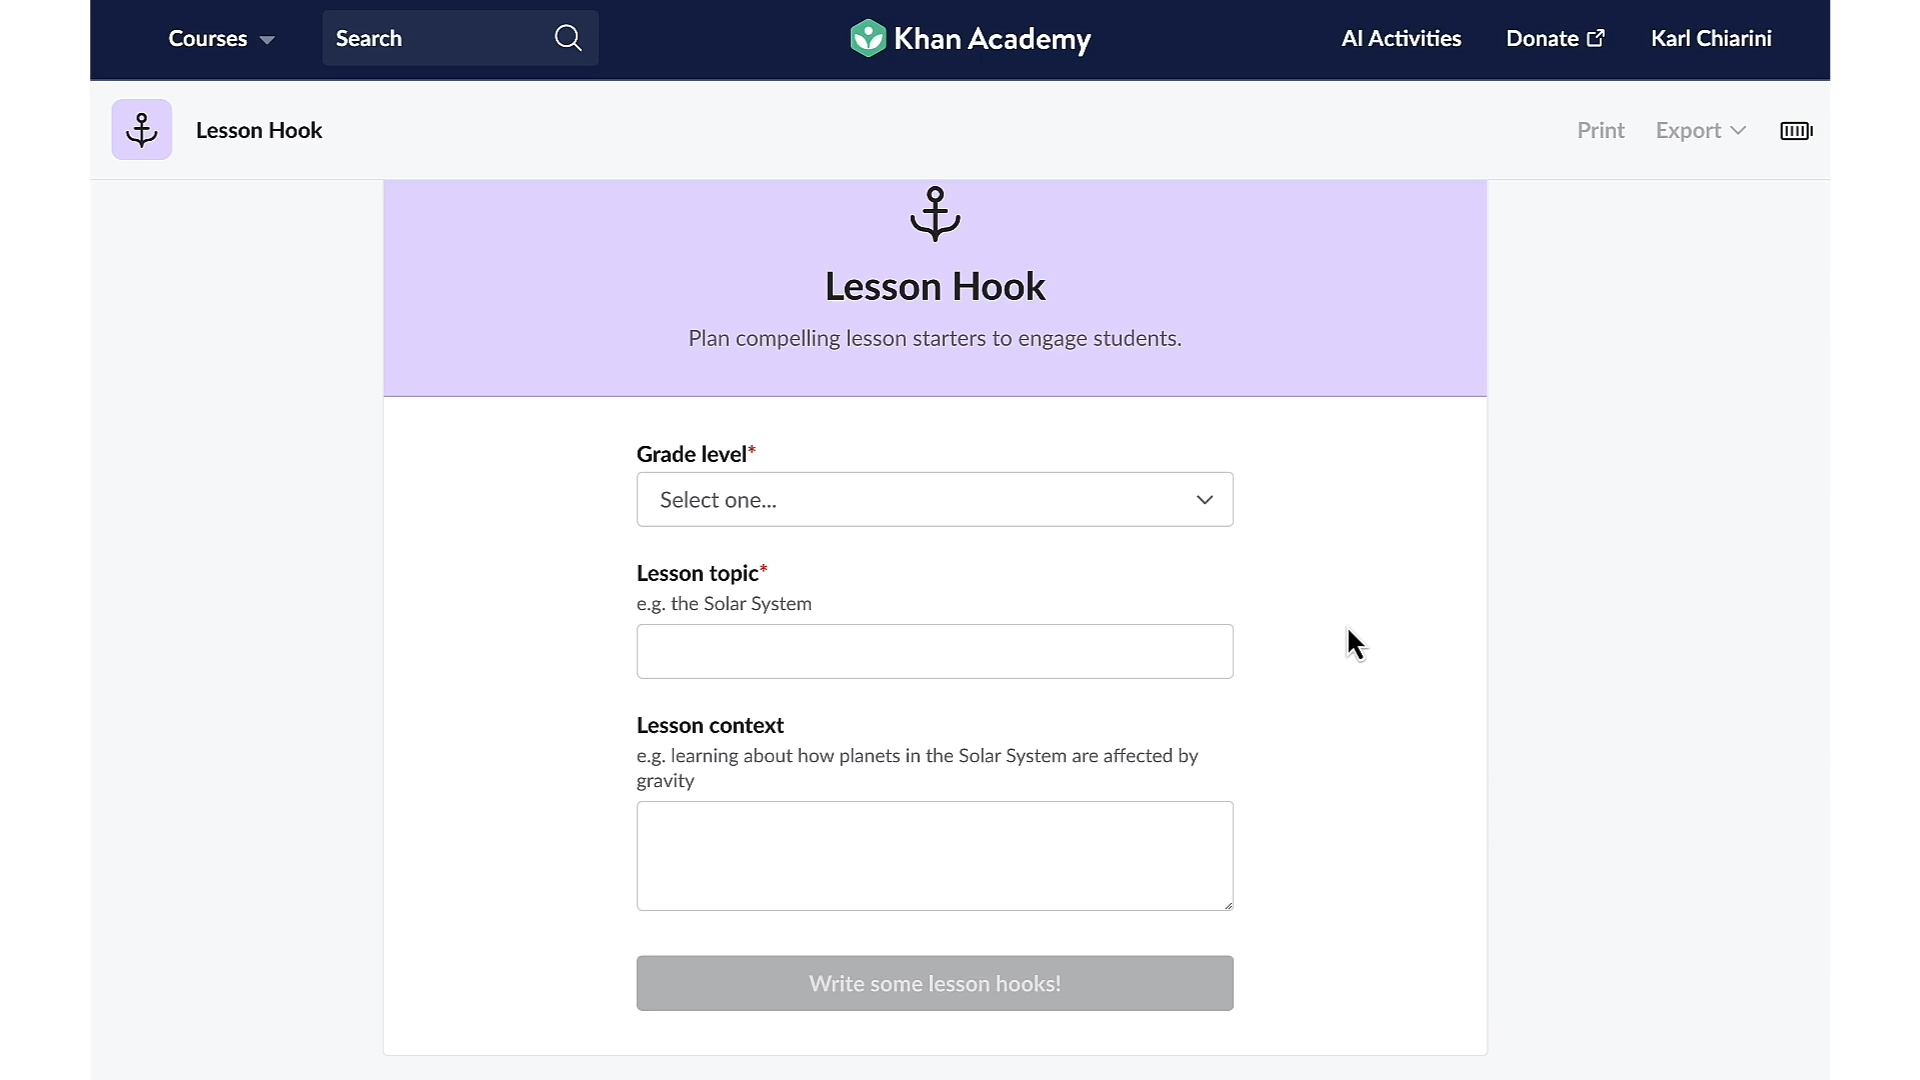 Courses
Search
Khan Academy
AI Activities
Donate
Karl Chiarini
Lesson Hook
Print
Export
Lesson Hook
Plan compelling lesson starters to engage students.
Grade level*
Select one...
Lesson topic*
e.g. the Solar System
Lesson context
e.g. learning about how planets in the Solar System are affected by
gravity
Write some lesson hooks!